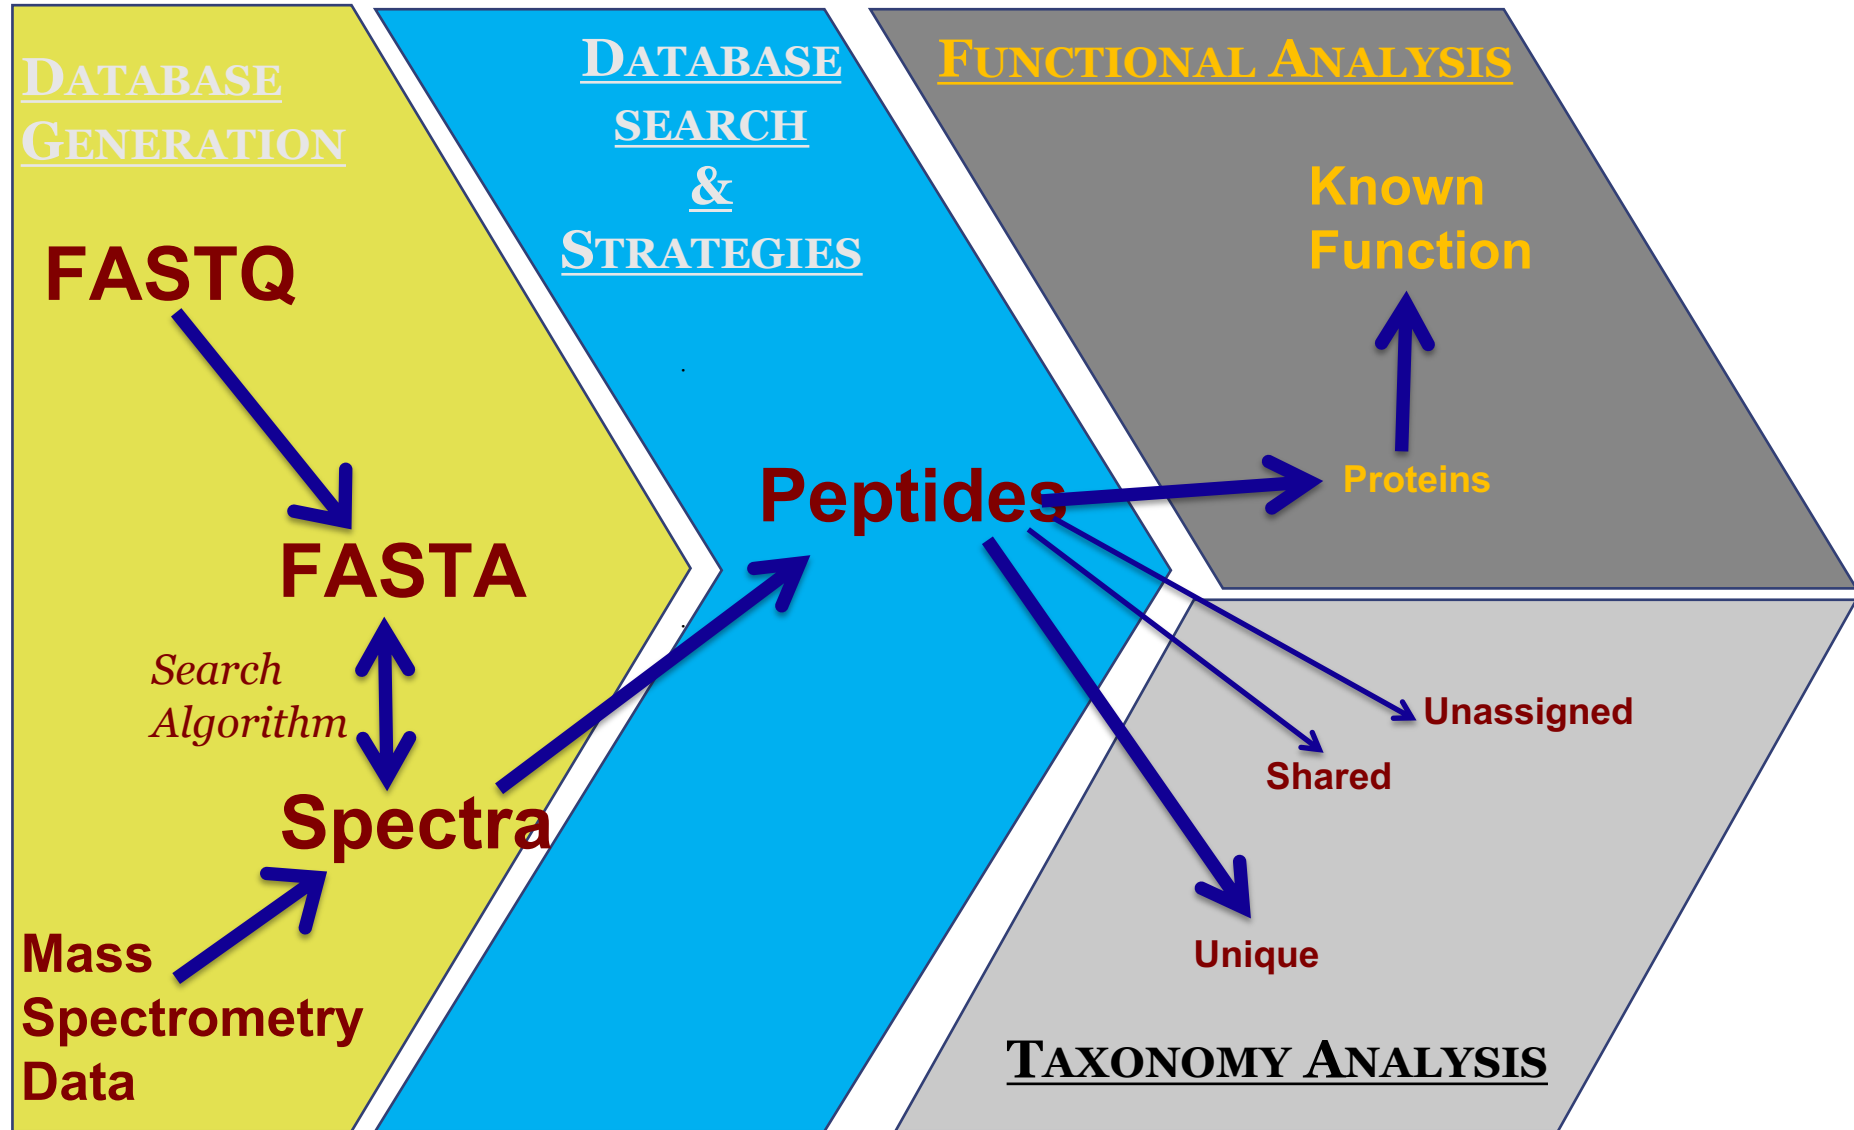 DATABASE
GENERATION
FASTQ
FASTA
Search
Algorithm
Spectra
Mass
Spectrometry
Data
DATABASE
SEARCH
&
STRATEGIES
Peptides
FUNCTIONAL ANALYSIS
Known
Function
Proteins
Unassigned
Shared
Unique
TAXONOMY ANALYSIS